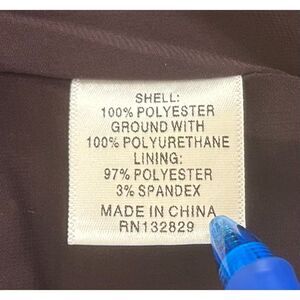 SHELL:
100% POLYESTER
GROUND WITH
100% POLYURETHANE
LINING:
97% POLYESTER
3% SPANDEX
MADE IN CHINA
RN132829